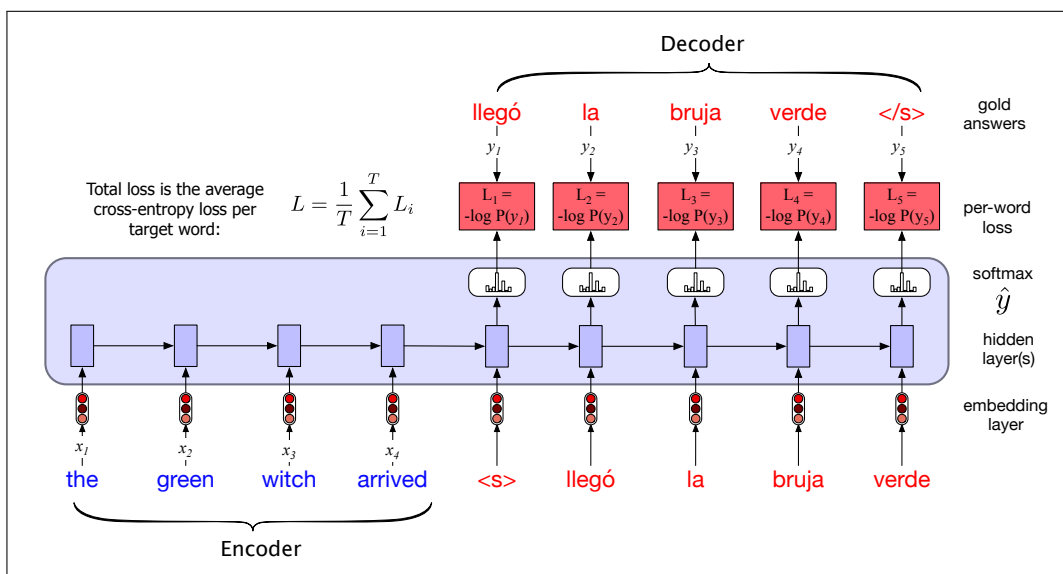 Decoder
llegó la bruja verde </s>
gold
answers
y1 y2 y3 y4 y5
Total loss is the average
cross-entropy loss per
target word:
L = 1/T ∑ i=1 T Li
L1 =
-log P(y1)
L2 =
-log P(y2)
L3 =
-log P(y3)
L4 =
-log P(y4)
L5 =
-log P(y5)
per-word
loss
softmax
ŷ
hidden
layer(s)
embedding
layer
x1 x2 x3 x4
the green witch arrived <s> llegó la bruja verde
Encoder